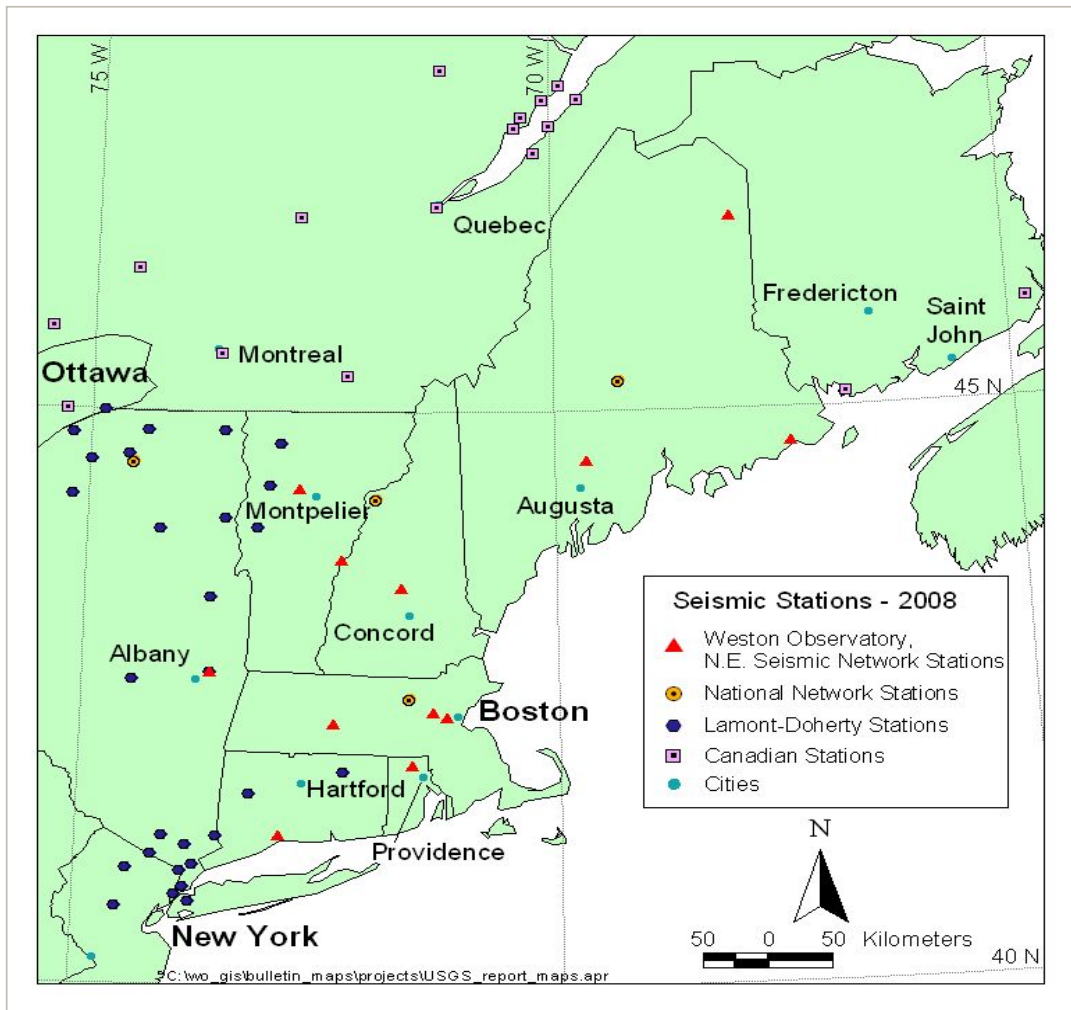 75 W
70 W
Quebec
Fredericton
Saint
John
Montreal
Ottawa
45 N
Montpelier
Augusta
Seismic Stations - 2008
Weston Observatory,
N.E. Seismic Network Stations
National Network Stations
Lamont-Doherty Stations
Canadian Stations
Cities
Concord
Albany
Boston
Hartford
Providence
N
New York
50 0 50 Kilometers
40 N
C:\wo_gis\bulletin_maps\projects\USGS_report_maps.apr